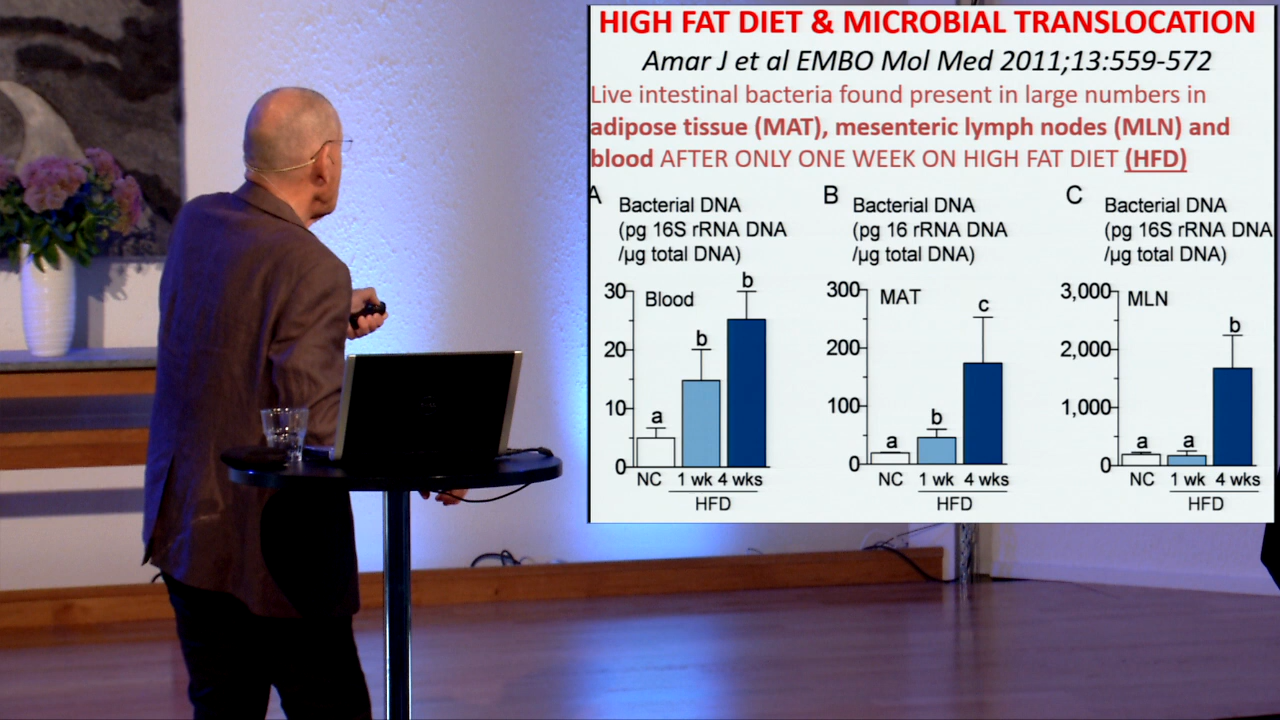 HIGH FAT DIET & MICROBIAL TRANSLOCATION
Amar J et al EMBO Mol Med 2011;13:559-572
Live intestinal bacteria found present in large numbers in
adipose tissue (MAT), mesenteric lymph nodes (MLN) and
blood AFTER ONLY ONE WEEK ON HIGH FAT DIET (HFD)
A
Bacterial DNA
(pg 16S rRNA DNA
/µg total DNA)
30
20
10
0
Blood
a
b
b
NC
1 wk
4 wks
HFD
B
Bacterial DNA
(pg 16 rRNA DNA
/µg total DNA)
300
200
100
0
MAT
a
b
c
NC
1 wk
4 wks
HFD
C
Bacterial DNA
(pg 16S rRNA DNA
/µg total DNA)
3,000
2,000
1,000
0
MLN
a
a
b
NC
1 wk
4 wks
HFD